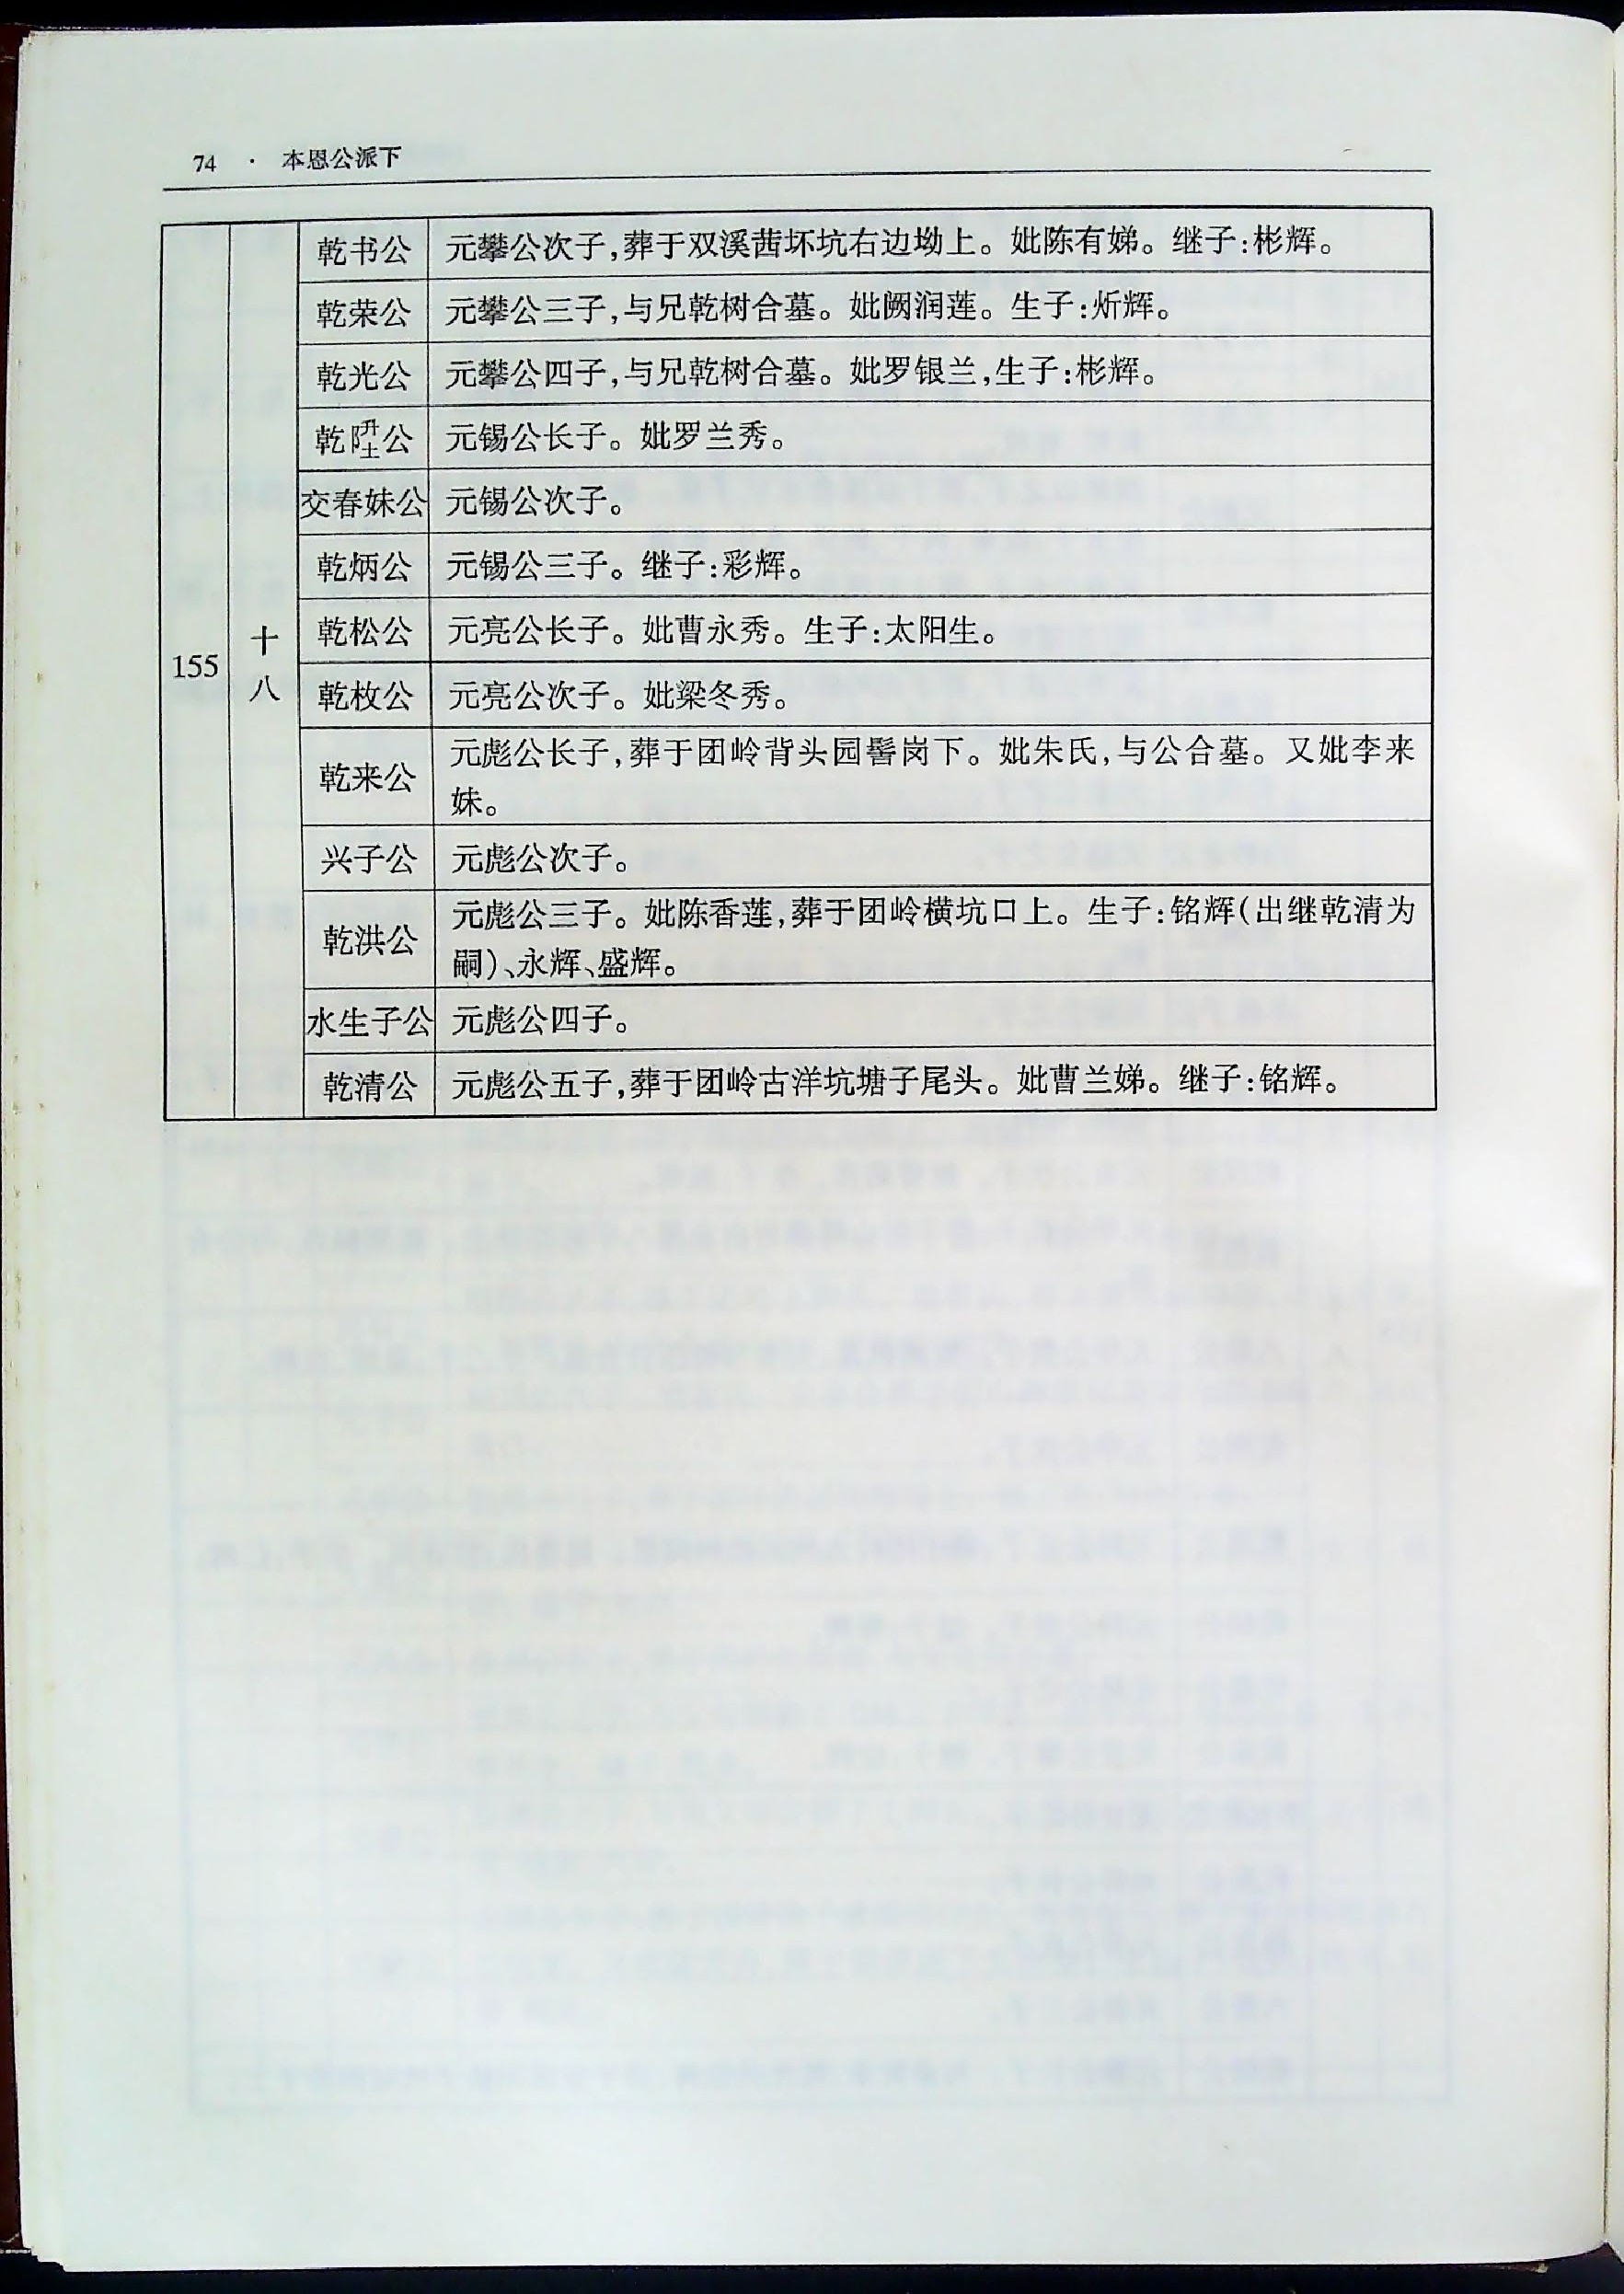 74 · 本恩公派下
155
十八
乾书公 元攀公次子,葬于双溪茜坏坑右边坳上。妣陈有娣。继子:彬辉。
乾荣公 元攀公三子,与兄乾树合墓。妣阙润莲。生子:炘辉。
乾光公 元攀公四子,与兄乾树合墓。妣罗银兰,生子:彬辉。
乾陞公 元锡公长子。妣罗兰秀。
交春妹公 元锡公次子。
乾炳公 元锡公三子。继子:彩辉。
乾松公 元亮公长子。妣曹永秀。生子:太阳生。
乾枚公 元亮公次子。妣梁冬秀。
乾来公 元彪公长子,葬于团岭背头园髻岗下。妣朱氏,与公合墓。又妣李来
妹。
兴子公 元彪公次子。
乾洪公 元彪公三子。妣陈香莲,葬于团岭横坑口上。生子:铭辉(出继乾清为
嗣)、永辉、盛辉。
水生子公 元彪公四子。
乾清公 元彪公五子,葬于团岭古洋坑塘子尾头。妣曹兰娣。继子:铭辉。